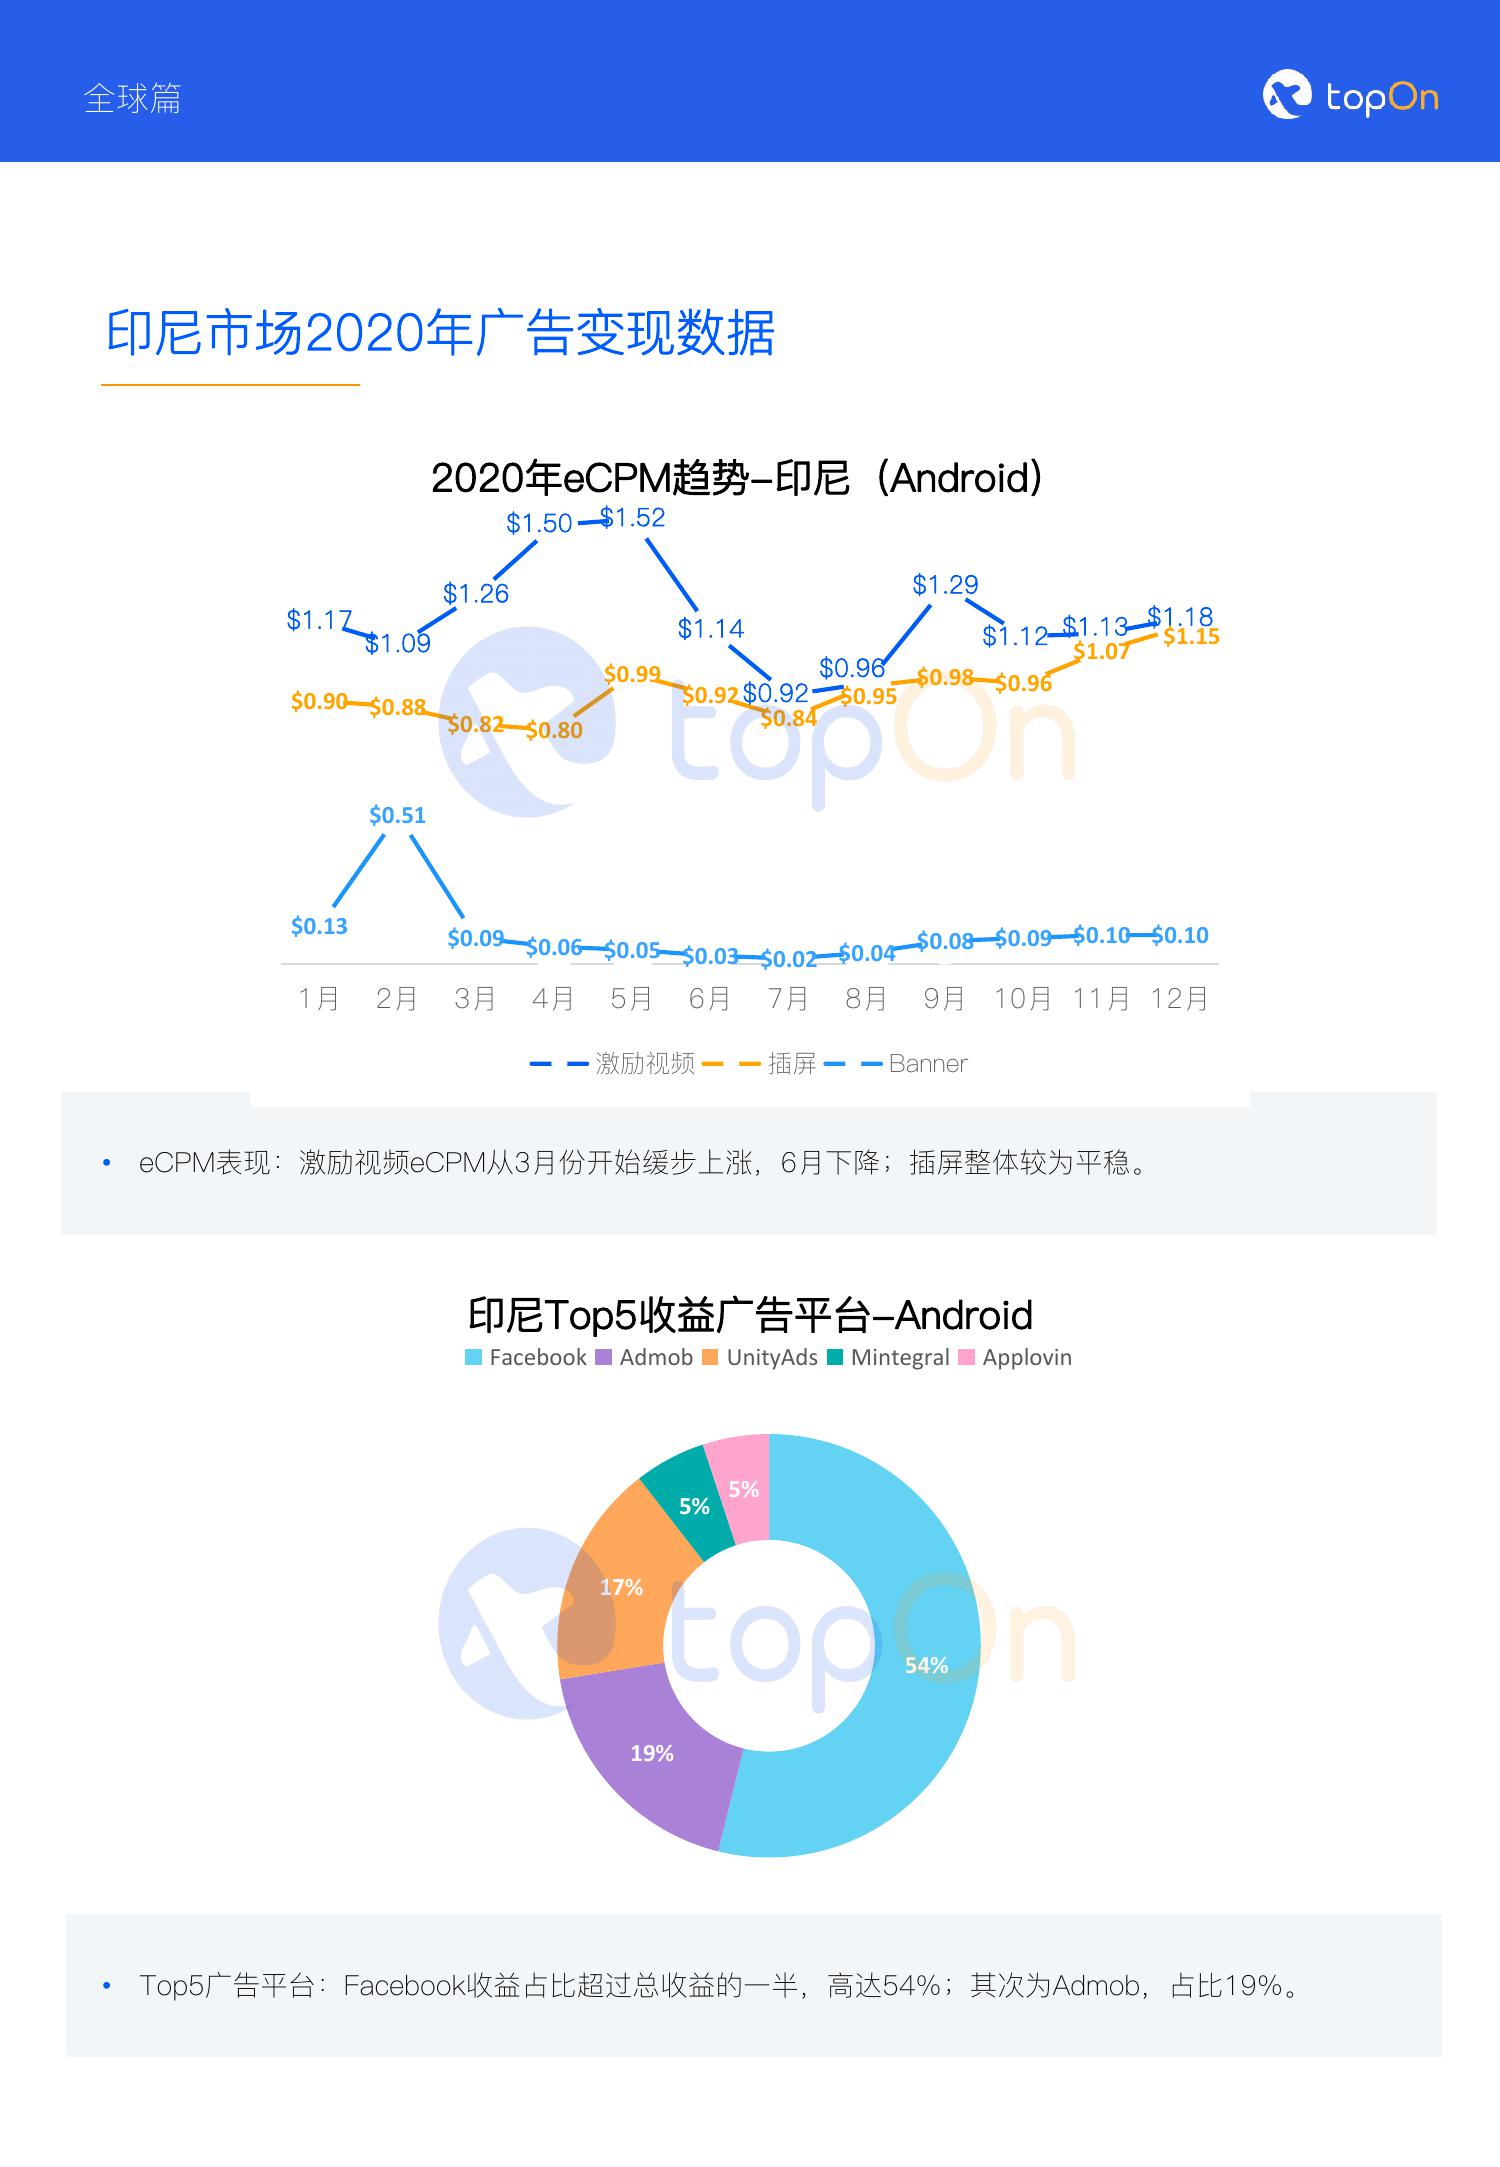 全球篇
topOn
印尼市场2020年广告变现数据
2020年eCPM趋势-印尼（Android）
$1.17 $1.09 $1.26 $1.50 $1.52 $1.14 $0.92 $0.96 $1.29 $1.12 $1.13 $1.18
$0.90 $0.88 $0.82 $0.80 $0.99 $0.92 $0.84 $0.95 $0.98 $0.96 $1.07 $1.15
topOn
$0.13 $0.51 $0.09 $0.06 $0.05 $0.03 $0.02 $0.04 $0.08 $0.09 $0.10 $0.10
1月 2月 3月 4月 5月 6月 7月 8月 9月 10月 11月 12月
激励视频 插屏 Banner
• eCPM表现：激励视频eCPM从3月份开始缓步上涨，6月下降；插屏整体较为平稳。
印尼Top5收益广告平台-Android
Facebook Admob UnityAds Mintegral Applovin
5% 5%
17%
topOn
54%
19%
• Top5广告平台：Facebook收益占比超过总收益的一半，高达54%；其次为Admob，占比19%。